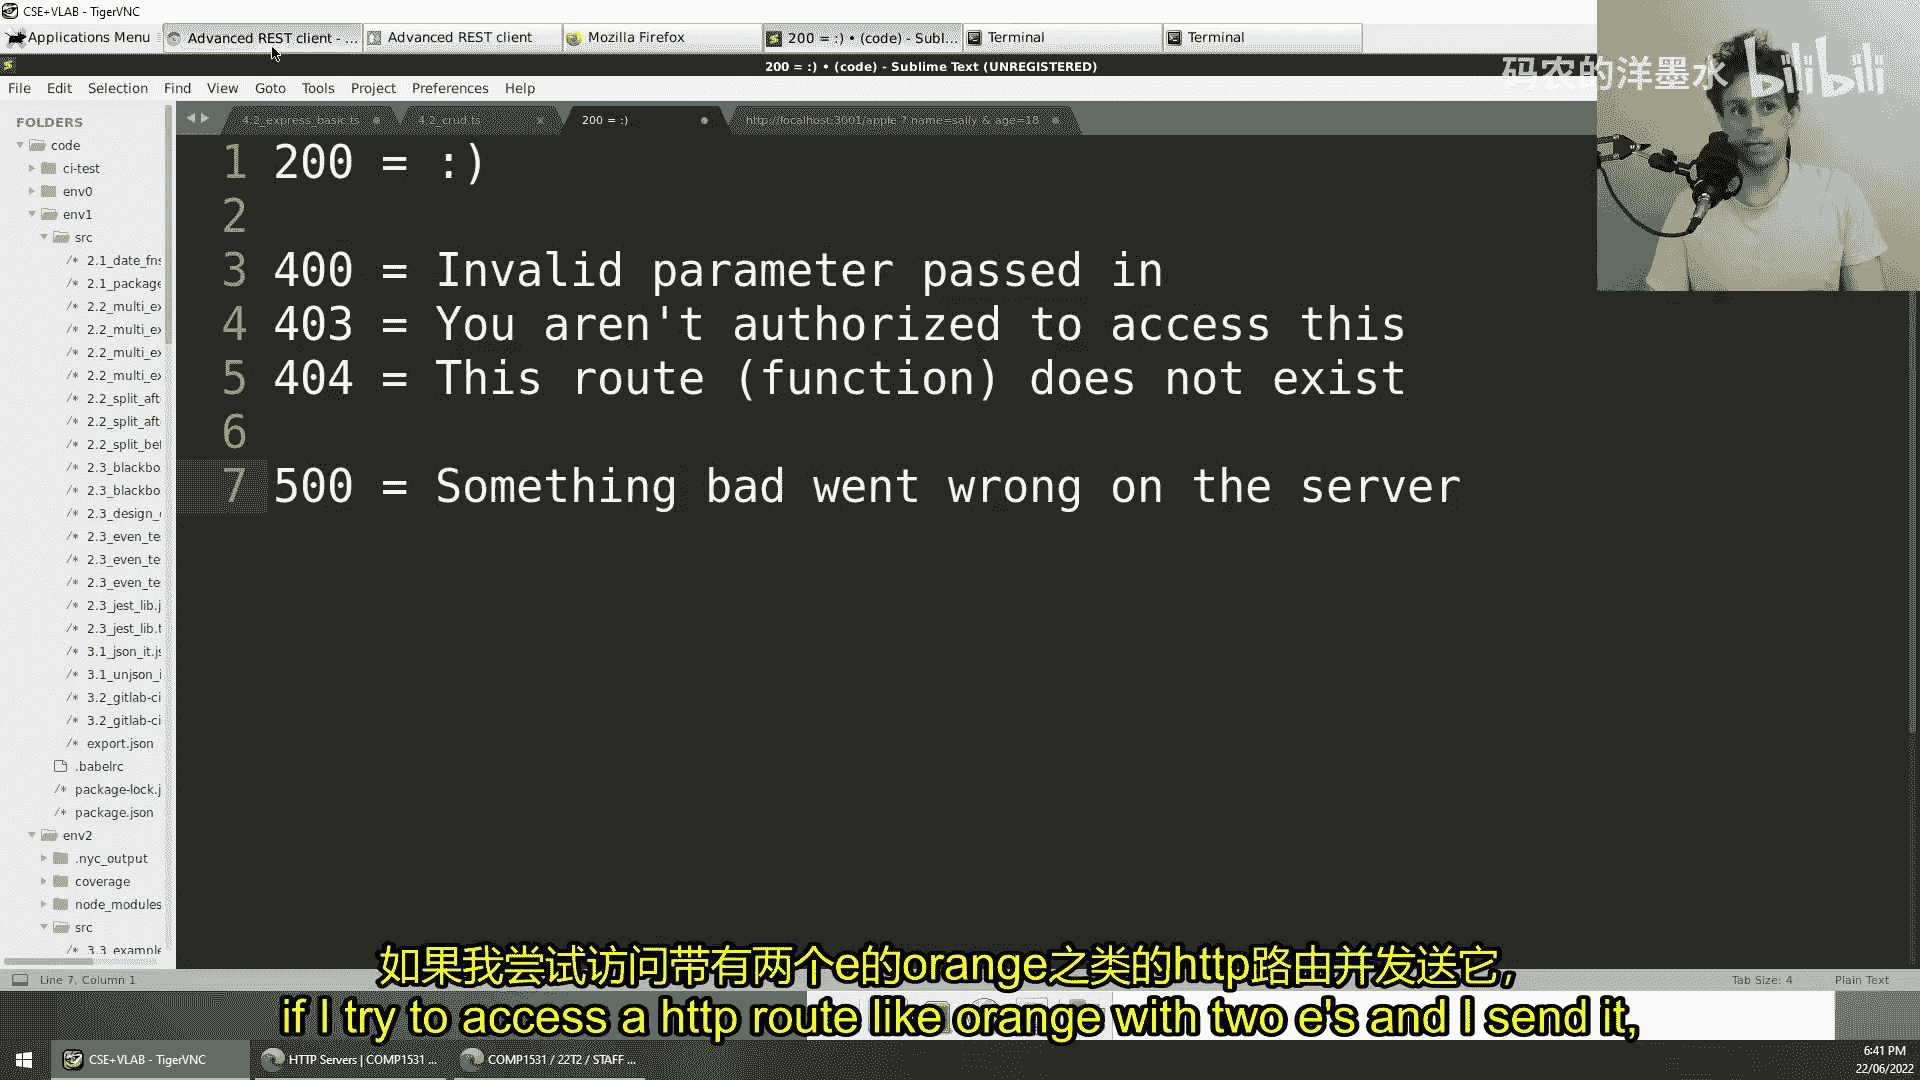 CSE+VLAB - TigerVNC
Applications Menu
Advanced REST client - ...
Advanced REST client
Mozilla Firefox
200 = :) • (code) - Subl...
Terminal
Terminal
200 = :) • (code) - Sublime Text (UNREGISTERED)
码农的洋墨水 bilibili
File Edit Selection Find View Goto Tools Project Preferences Help
4.2_express_basic.ts
4.2_crud.ts
200 = :)
http://localhost:3001/apple ? name=sally & age=18
FOLDERS
code
ci-test
env0
env1
src
2.1_date_fns
2.1_package
2.2_multi_ex
2.2_multi_ex
2.2_multi_ex
2.2_multi_ex
2.2_split_aft
2.2_split_aft
2.2_split_bef
2.3_blackbo
2.3_blackbo
2.3_design_
2.3_even_te
2.3_even_te
2.3_even_te
2.3_jest_lib.j
2.3_jest_lib.t
3.1_json_it.js
3.1_unjson_i
3.2_gitlab-ci
3.2_gitlab-ci
export.json
.babelrc
package-lock.j
package.json
env2
.nyc_output
coverage
node_modules
src
3.3_example
1 200 = :)
2
3 400 = Invalid parameter passed in
4 403 = You aren't authorized to access this
5 404 = This route (function) does not exist
6
7 500 = Something bad went wrong on the server
如果我尝试访问带有两个e的orange之类的http路由并发送它,
Line 7, Column 1
Tab Size: 4
Plain Text
if I try to access a http route like orange with two e's and I send it,
CSE+VLAB - TigerVNC
HTTP Servers | COMP1531 ...
COMP1531 / 22T2 / STAFF ...
6:41 PM
22/06/2022